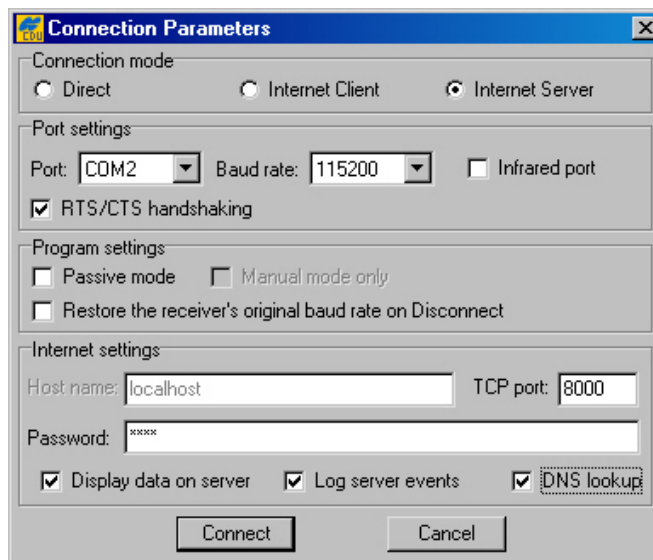 CDU Connection Parameters
Connection mode
Direct Internet Client Internet Server
Port settings
Port: COM2 Baud rate: 115200 Infrared port
RTS/CTS handshaking
Program settings
Passive mode Manual mode only
Restore the receiver's original baud rate on Disconnect
Internet settings
Host name: localhost TCP port: 8000
Password: ****
Display data on server Log server events DNS lookup
Connect Cancel